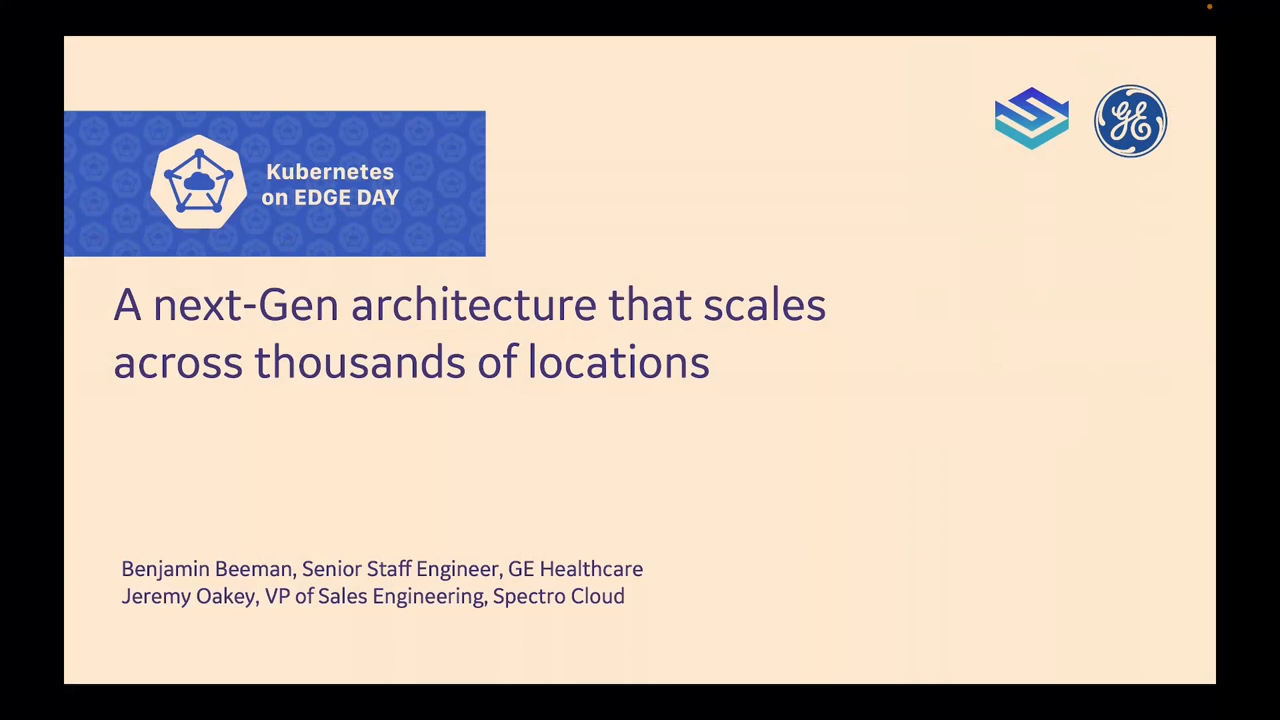 Kubernetes
on EDGE DAY
GE
A next-Gen architecture that scales
across thousands of locations
Benjamin Beeman, Senior Staff Engineer, GE Healthcare
Jeremy Oakey, VP of Sales Engineering, Spectro Cloud